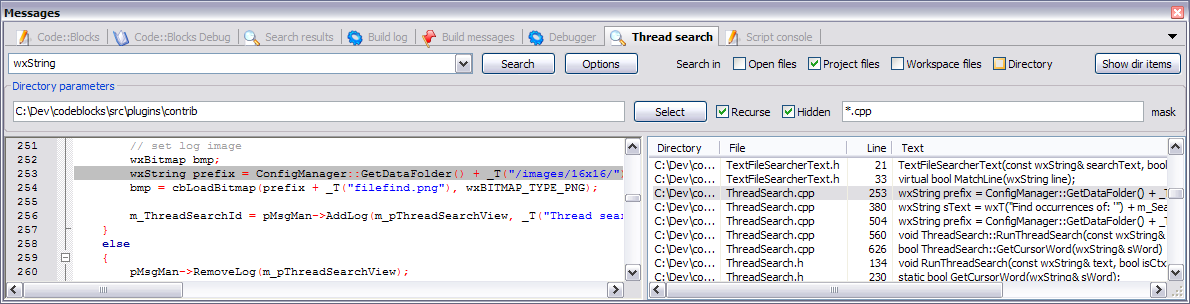 Messages
Code::Blocks Code::Blocks Debug Search results Build log Build messages Debugger Thread search Script console
wxString Search Options Search in Open files Project files Workspace files Directory Show dir items
Directory parameters
C:\Dev\codeblocks\src\plugins\contrib Select Recurse Hidden *.cpp mask
251 // set log image
252 wxBitmap bmp;
253 wxString prefix = ConfigManager::GetDataFolder() + _T("/images/16x16/")
254 bmp = cbLoadBitmap(prefix + _T("filefind.png"), wxBITMAP_TYPE_PNG);
255
256 m_ThreadSearchId = pMsgMan->AddLog(m_pThreadSearchView, _T("Thread sear
257 }
258 else
259 {
260 pMsgMan->RemoveLog(m_pThreadSearchView);
Directory File Line Text
C:\Dev\co... TextFileSearcherText.h 21 TextFileSearcherText(const wxString& searchText, bool
C:\Dev\co... TextFileSearcherText.h 33 virtual bool MatchLine(wxString line);
C:\Dev\co... ThreadSearch.cpp 253 wxString prefix = ConfigManager::GetDataFolder() + _T
C:\Dev\co... ThreadSearch.cpp 380 wxString sText = wxT("Find occurrences of: '") + m_Sea
C:\Dev\co... ThreadSearch.cpp 504 wxString prefix = ConfigManager::GetDataFolder() + _T
C:\Dev\co... ThreadSearch.cpp 560 void ThreadSearch::RunThreadSearch(const wxString&
C:\Dev\co... ThreadSearch.cpp 626 bool ThreadSearch::GetCursorWord(wxString& sWord)
C:\Dev\co... ThreadSearch.h 134 void RunThreadSearch(const wxString& text, bool isCtx
C:\Dev\co... ThreadSearch.h 230 static bool GetCursorWord(wxString& sWord);